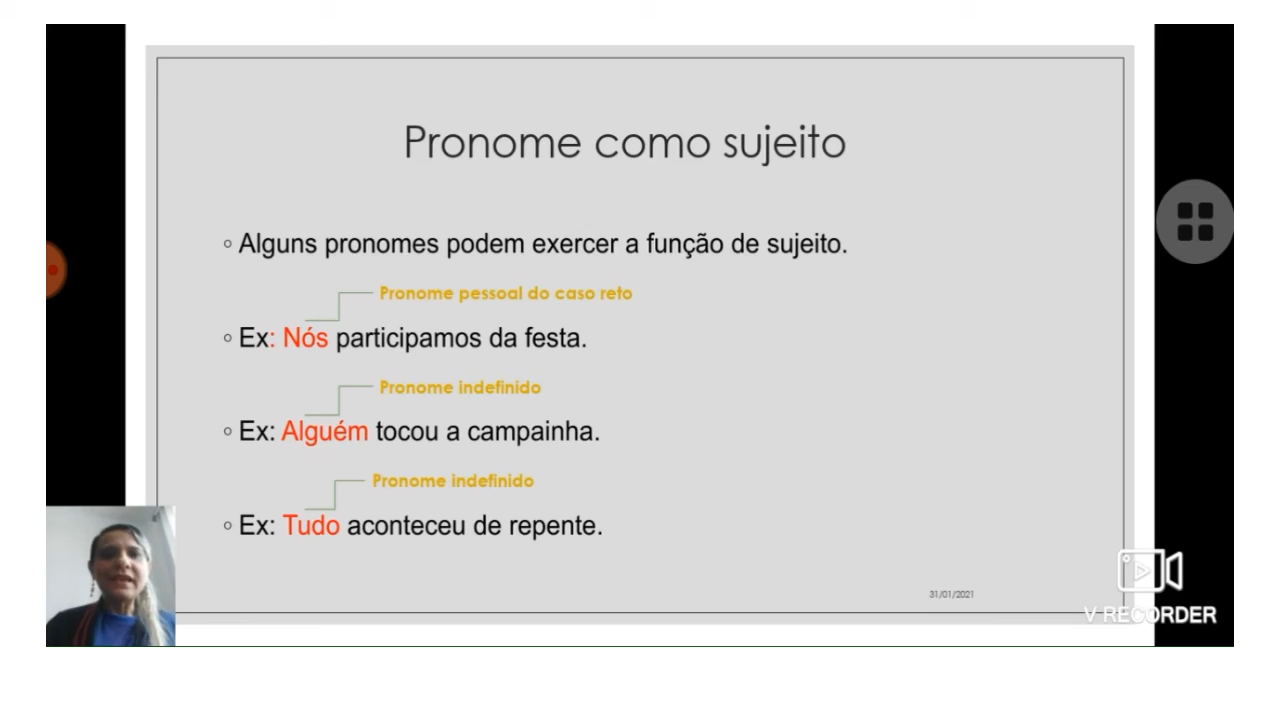 Pronome como sujeito
◦ Alguns pronomes podem exercer a função de sujeito.
Pronome pessoal do caso reto
◦ Ex: Nós participamos da festa.
Pronome indefinido
◦ Ex: Alguém tocou a campainha.
Pronome indefinido
◦ Ex: Tudo aconteceu de repente.
31/01/2021
V RECORDER